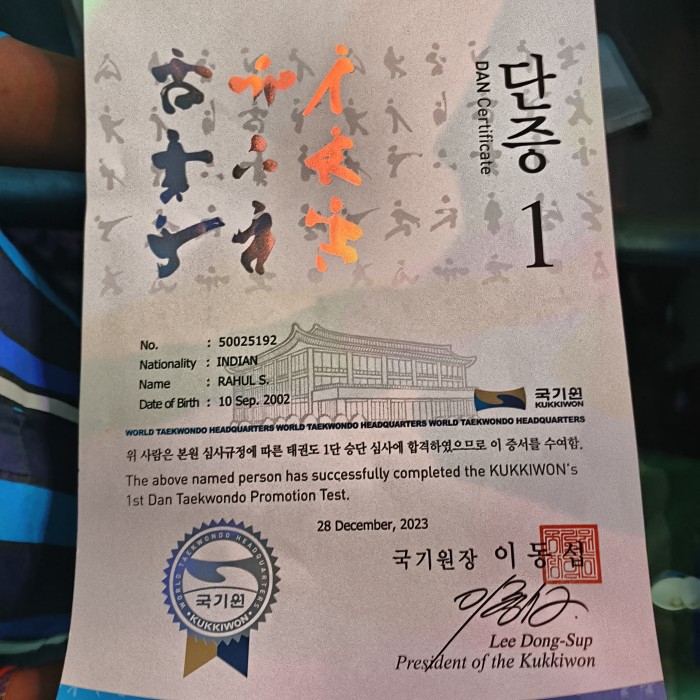 단증
DAN Certificate
1
No. : 50025192
Nationality : INDIAN
Name : RAHUL S.
Date of Birth : 10 Sep. 2002
국기원
KUKKIWON
WORLD TAEKWONDO HEADQUARTERS WORLD TAEKWONDO HEADQUARTERS WORLD TAEKWONDO HEADQUARTERS
위 사람은 본원 심사규정에 따른 태권도 1단 승단 심사에 합격하였으므로 이 증서를 수여함.
The above named person has successfully completed the KUKKIWON's
1st Dan Taekwondo Promotion Test.
28 December, 2023
국기원장 이동섭
WORLD TAEKWONDO HEADQUARTERS
국기원
·KUKKIWON·
Lee Dong-Sup
President of the Kukkiwon